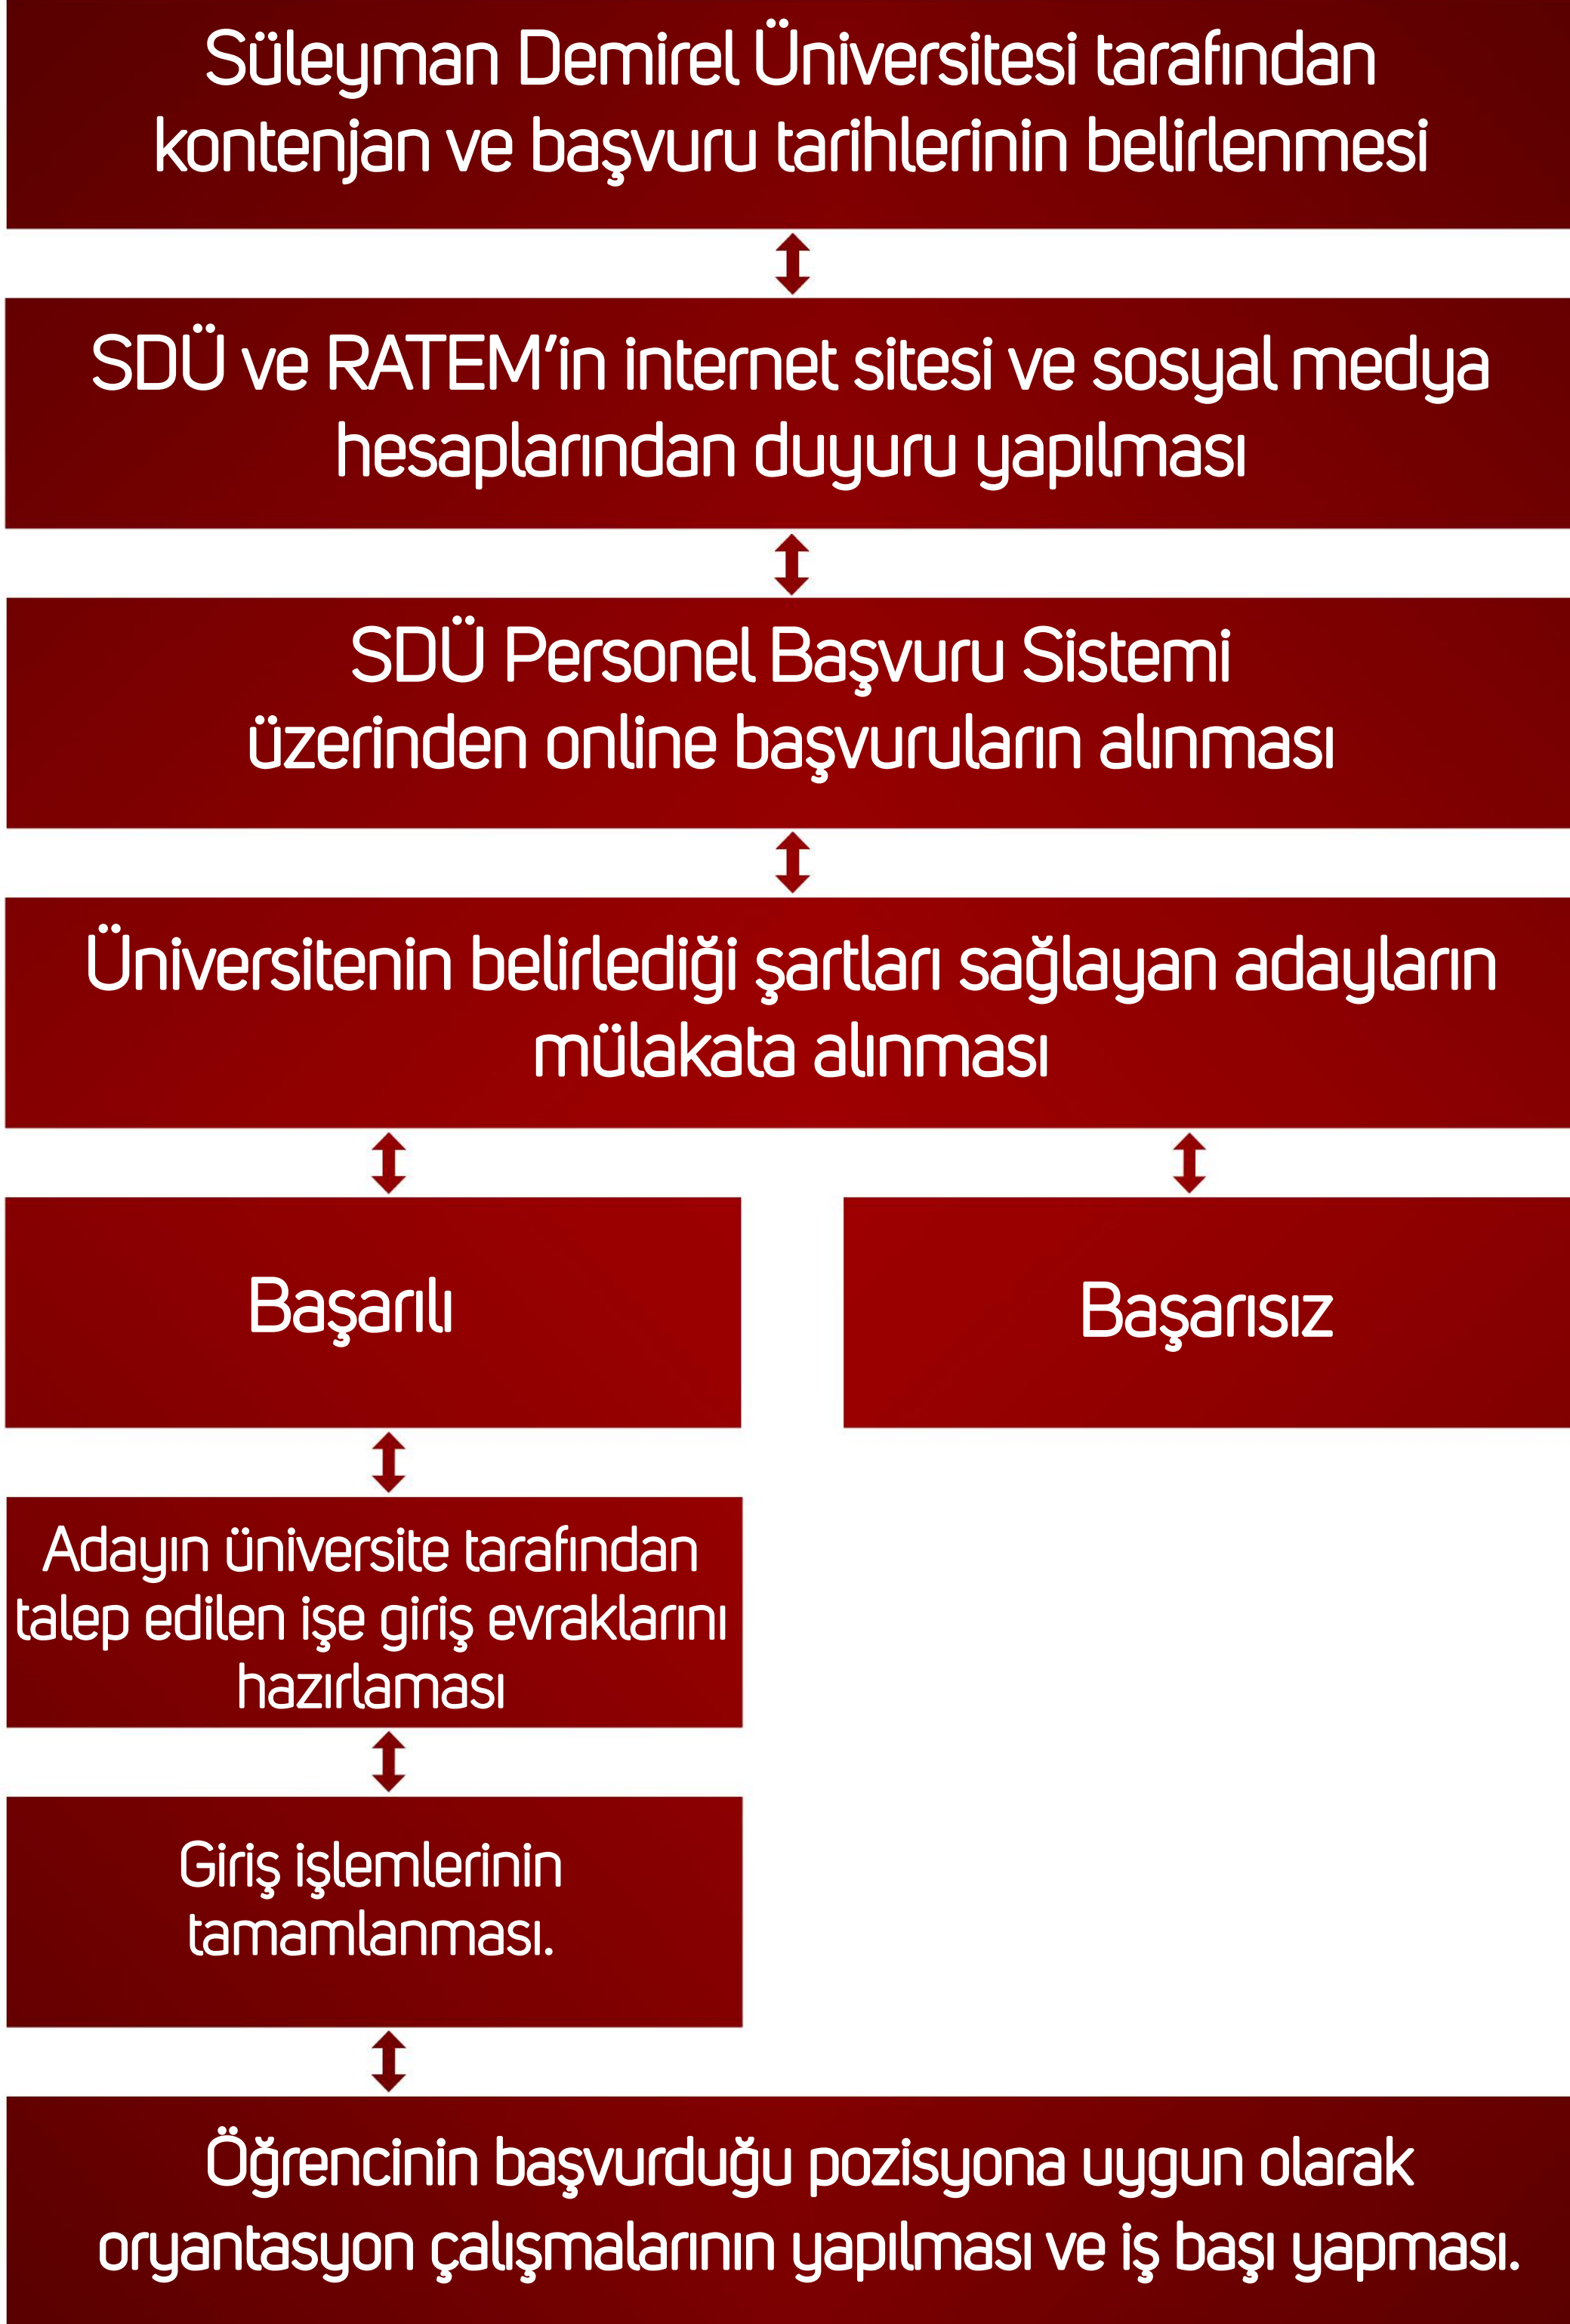 Süleyman Demirel Üniversitesi tarafından
kontenjan ve başvuru tarihlerinin belirlenmesi
SDÜ ve RATEM'in internet sitesi ve sosyal medya
hesaplarından duyuru yapılması
SDÜ Personel Başvuru Sistemi
üzerinden online başvuruların alınması
Üniversitenin belirlediği şartları sağlayan adayların
mülakata alınması
Başarılı
Başarısız
Adayın üniversite tarafından
talep edilen işe giriş evraklarını
hazırlaması
Giriş işlemlerinin
tamamlanması.
Öğrencinin başvurduğu pozisyona uygun olarak
oryantasyon çalışmalarının yapılması ve iş başı yapması.